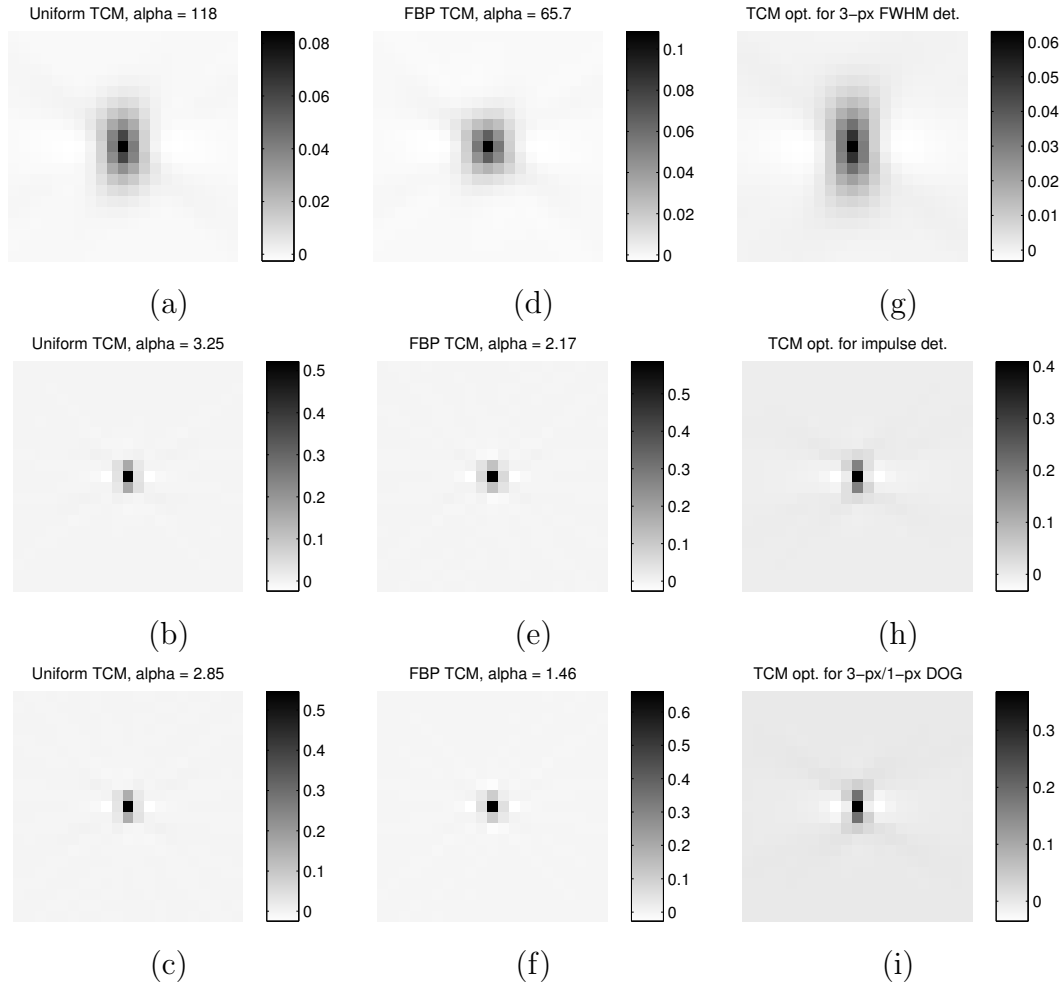 Uniform TCM, alpha = 118
FBP TCM, alpha = 65.7
TCM opt. for 3−px FWHM det.
0.08
0.06
0.04
0.02
0
0.1
0.08
0.06
0.04
0.02
0
0.06
0.05
0.04
0.03
0.02
0.01
0
(a)
(d)
(g)
Uniform TCM, alpha = 3.25
FBP TCM, alpha = 2.17
TCM opt. for impulse det.
0.5
0.4
0.3
0.2
0.1
0
0.5
0.4
0.3
0.2
0.1
0
0.4
0.3
0.2
0.1
0
(b)
(e)
(h)
Uniform TCM, alpha = 2.85
FBP TCM, alpha = 1.46
TCM opt. for 3−px/1−px DOG
0.5
0.4
0.3
0.2
0.1
0
0.6
0.5
0.4
0.3
0.2
0.1
0
0.3
0.2
0.1
0
(c)
(f)
(i)